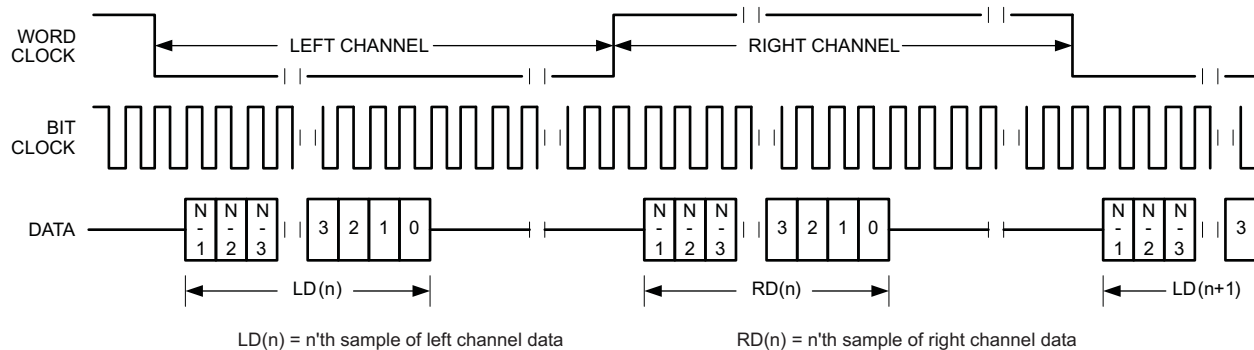 WORD
CLOCK
LEFT CHANNEL
RIGHT CHANNEL
BIT
CLOCK
DATA
N-1 N-2 N-3 3 2 1 0 N-1 N-2 N-3 3 2 1 0 N-1 N-2 N-3 3
LD(n)
RD(n)
LD(n+1)
LD(n) = n'th sample of left channel data
RD(n) = n'th sample of right channel data